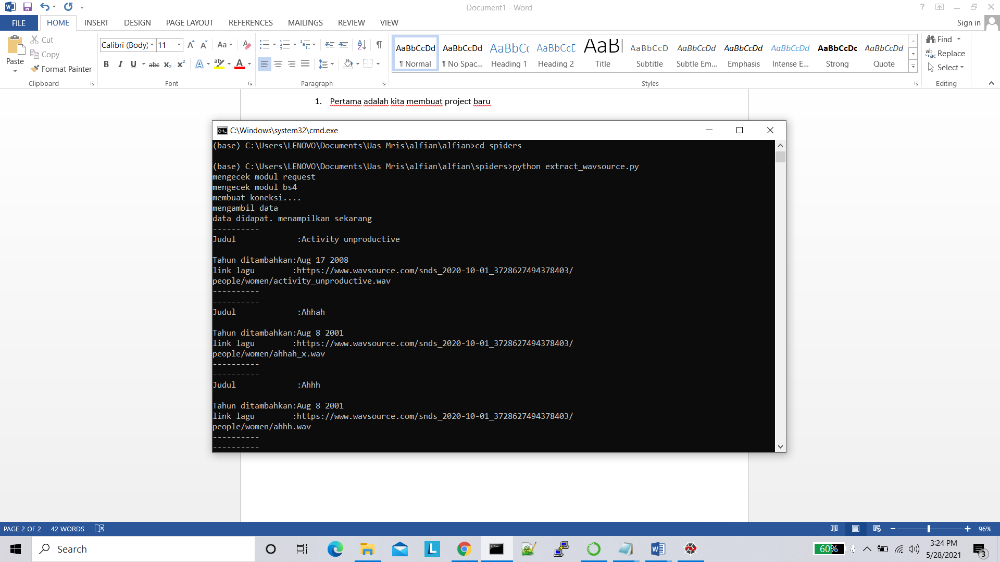 Document1 - Word
FILE HOME INSERT DESIGN PAGE LAYOUT REFERENCES MAILINGS REVIEW VIEW Sign in
Paste
Cut
Copy
Format Painter
Clipboard
Calibri (Body) 11
Font
Paragraph
AaBbCcDd AaBbCcDd AaBbCc AaBbCcC AaBl AaBbCcD AaBbCcDd AaBbCcDd AaBbCcDd AaBbCcDc AaBbCcDd
¶ Normal ¶ No Spac... Heading 1 Heading 2 Title Subtitle Subtle Em... Emphasis Intense E... Strong Quote
Styles
Find
Replace
Select
Editing
1. Pertama adalah kita membuat project baru
C:\Windows\system32\cmd.exe
(base) C:\Users\LENOVO\Documents\Uas Mris\alfian\alfian>cd spiders
(base) C:\Users\LENOVO\Documents\Uas Mris\alfian\alfian\spiders>python extract_wavsource.py
mengecek modul request
mengecek modul bs4
membuat koneksi....
mengambil data
data didapat. menampilkan sekarang
----------
Judul :Activity unproductive
Tahun ditambahkan:Aug 17 2008
link lagu :https://www.wavsource.com/snds_2020-10-01_3728627494378403/
people/women/activity_unproductive.wav
----------
----------
Judul :Ahhah
Tahun ditambahkan:Aug 8 2001
link lagu :https://www.wavsource.com/snds_2020-10-01_3728627494378403/
people/women/ahhah_x.wav
----------
----------
Judul :Ahhh
Tahun ditambahkan:Aug 8 2001
link lagu :https://www.wavsource.com/snds_2020-10-01_3728627494378403/
people/women/ahhh.wav
----------
----------
PAGE 2 OF 2 42 WORDS 96%
Search
60%
3:24 PM
5/28/2021
3